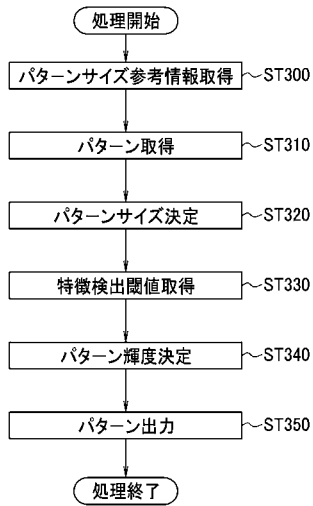 処理開始
パターンサイズ参考情報取得 ST300
パターン取得 ST310
パターンサイズ決定 ST320
特徴検出閾値取得 ST330
パターン輝度決定 ST340
パターン出力 ST350
処理終了